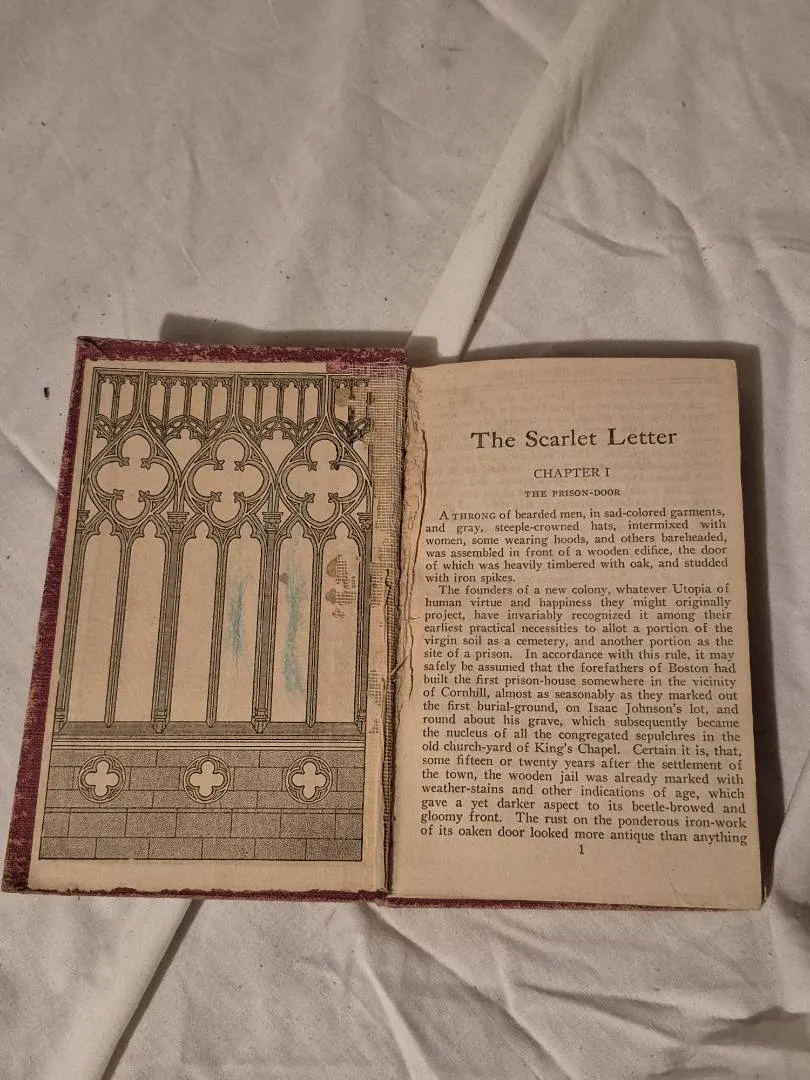 The Scarlet Letter
CHAPTER I
THE PRISON-DOOR
A THRONG of bearded men, in sad-colored garments,
and gray, steeple-crowned hats, intermixed with
women, some wearing hoods, and others bareheaded,
was assembled in front of a wooden edifice, the door
of which was heavily timbered with oak, and studded
with iron spikes.
The founders of a new colony, whatever Utopia of
human virtue and happiness they might originally
project, have invariably recognized it among their
earliest practical necessities to allot a portion of the
virgin soil as a cemetery, and another portion as the
site of a prison. In accordance with this rule, it may
safely be assumed that the forefathers of Boston had
built the first prison-house somewhere in the vicinity
of Cornhill, almost as seasonably as they marked out
the first burial-ground, on Isaac Johnson's lot, and
round about his grave, which subsequently became
the nucleus of all the congregated sepulchres in the
old church-yard of King's Chapel. Certain it is, that,
some fifteen or twenty years after the settlement of
the town, the wooden jail was already marked with
weather-stains and other indications of age, which
gave a yet darker aspect to its beetle-browed and
gloomy front. The rust on the ponderous iron-work
of its oaken door looked more antique than anything
1